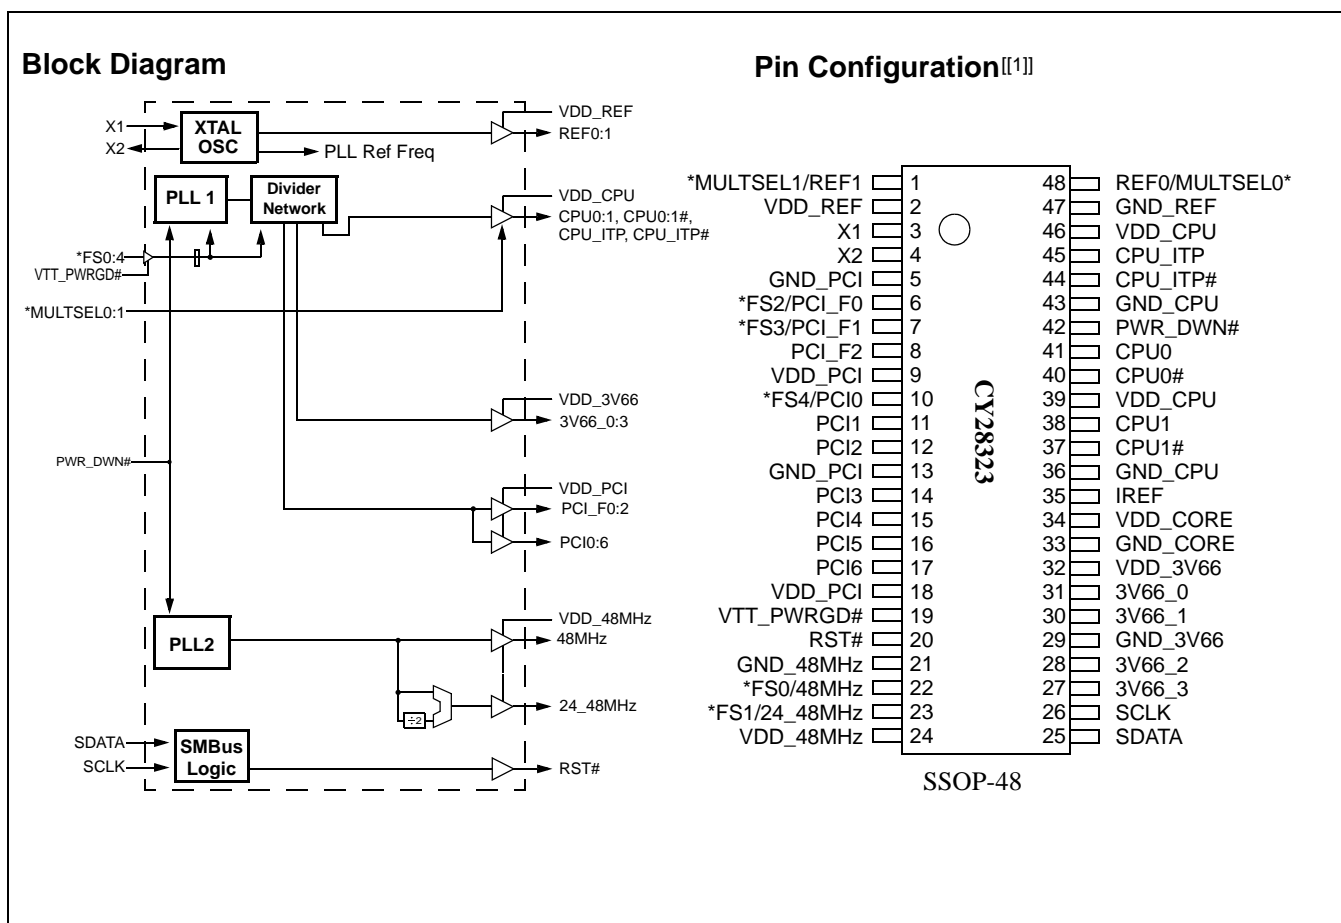 Block Diagram
Pin Configuration[[1]]
X1
X2
XTAL
OSC
VDD_REF
REF0:1
PLL Ref Freq
PLL 1
Divider
Network
VDD_CPU
CPU0:1, CPU0:1#,
CPU_ITP, CPU_ITP#
*FS0:4
VTT_PWRGD#
*MULTSEL0:1
VDD_3V66
3V66_0:3
PWR_DWN#
VDD_PCI
PCI_F0:2
PCI0:6
PLL2
VDD_48MHz
48MHz
÷2
24_48MHz
SDATA
SCLK
SMBus
Logic
RST#
*MULTSEL1/REF1 1 48 REF0/MULTSEL0*
VDD_REF 2 47 GND_REF
X1 3 46 VDD_CPU
X2 4 45 CPU_ITP
GND_PCI 5 44 CPU_ITP#
*FS2/PCI_F0 6 43 GND_CPU
*FS3/PCI_F1 7 42 PWR_DWN#
PCI_F2 8 41 CPU0
VDD_PCI 9 40 CPU0#
*FS4/PCI0 10 39 VDD_CPU
PCI1 11 38 CPU1
PCI2 12 37 CPU1#
GND_PCI 13 36 GND_CPU
PCI3 14 35 IREF
PCI4 15 34 VDD_CORE
PCI5 16 33 GND_CORE
PCI6 17 32 VDD_3V66
VDD_PCI 18 31 3V66_0
VTT_PWRGD# 19 30 3V66_1
RST# 20 29 GND_3V66
GND_48MHz 21 28 3V66_2
*FS0/48MHz 22 27 3V66_3
*FS1/24_48MHz 23 26 SCLK
VDD_48MHz 24 25 SDATA
CY28323
SSOP-48